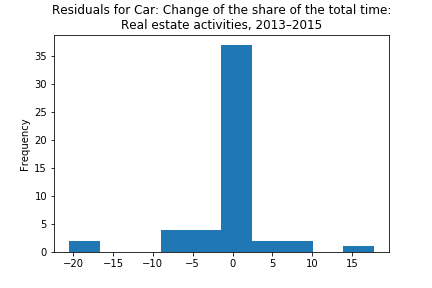 Residuals for Car: Change of the share of the total time:
Real estate activities, 2013–2015
Frequency
35
30
25
20
15
10
5
0
−20 −15 −10 −5 0 5 10 15